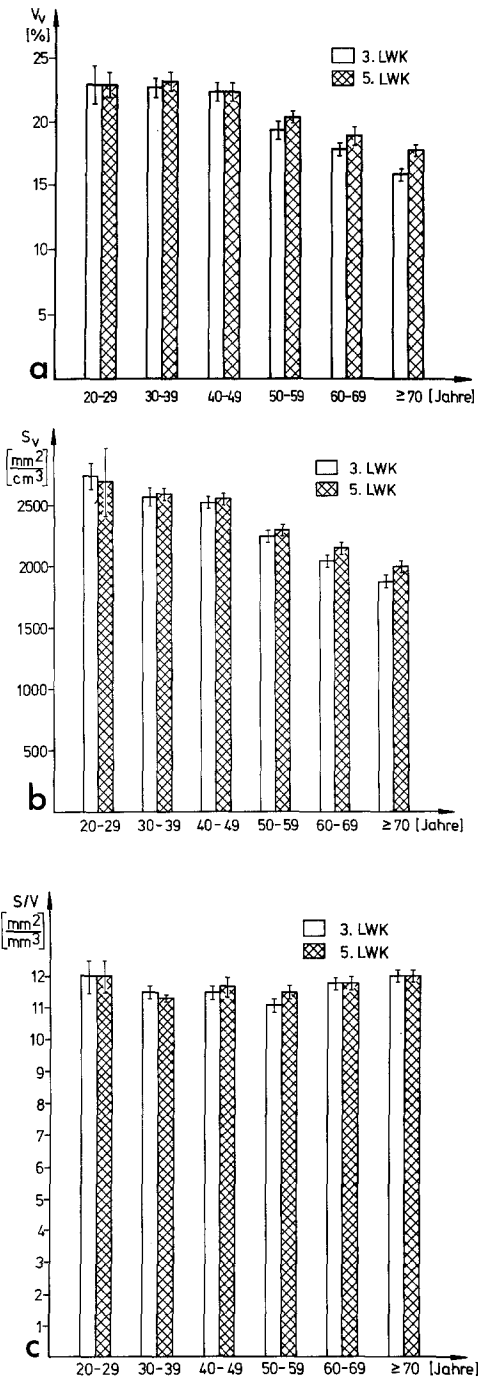 Vv
[%]
25
20
15
10
5
3. LWK
5. LWK
a
20-29 30-39 40-49 50-59 60-69 ≥70 [Jahre]
Sv
[mm2/cm3]
2500
2000
1500
1000
500
3. LWK
5. LWK
b
20-29 30-39 40-49 50-59 60-69 ≥70 [Jahre]
S/V
[mm2/mm3]
12
11
10
9
8
7
6
5
4
3
2
1
3. LWK
5. LWK
c
20-29 30-39 40-49 50-59 60-69 ≥70 [Jahre]